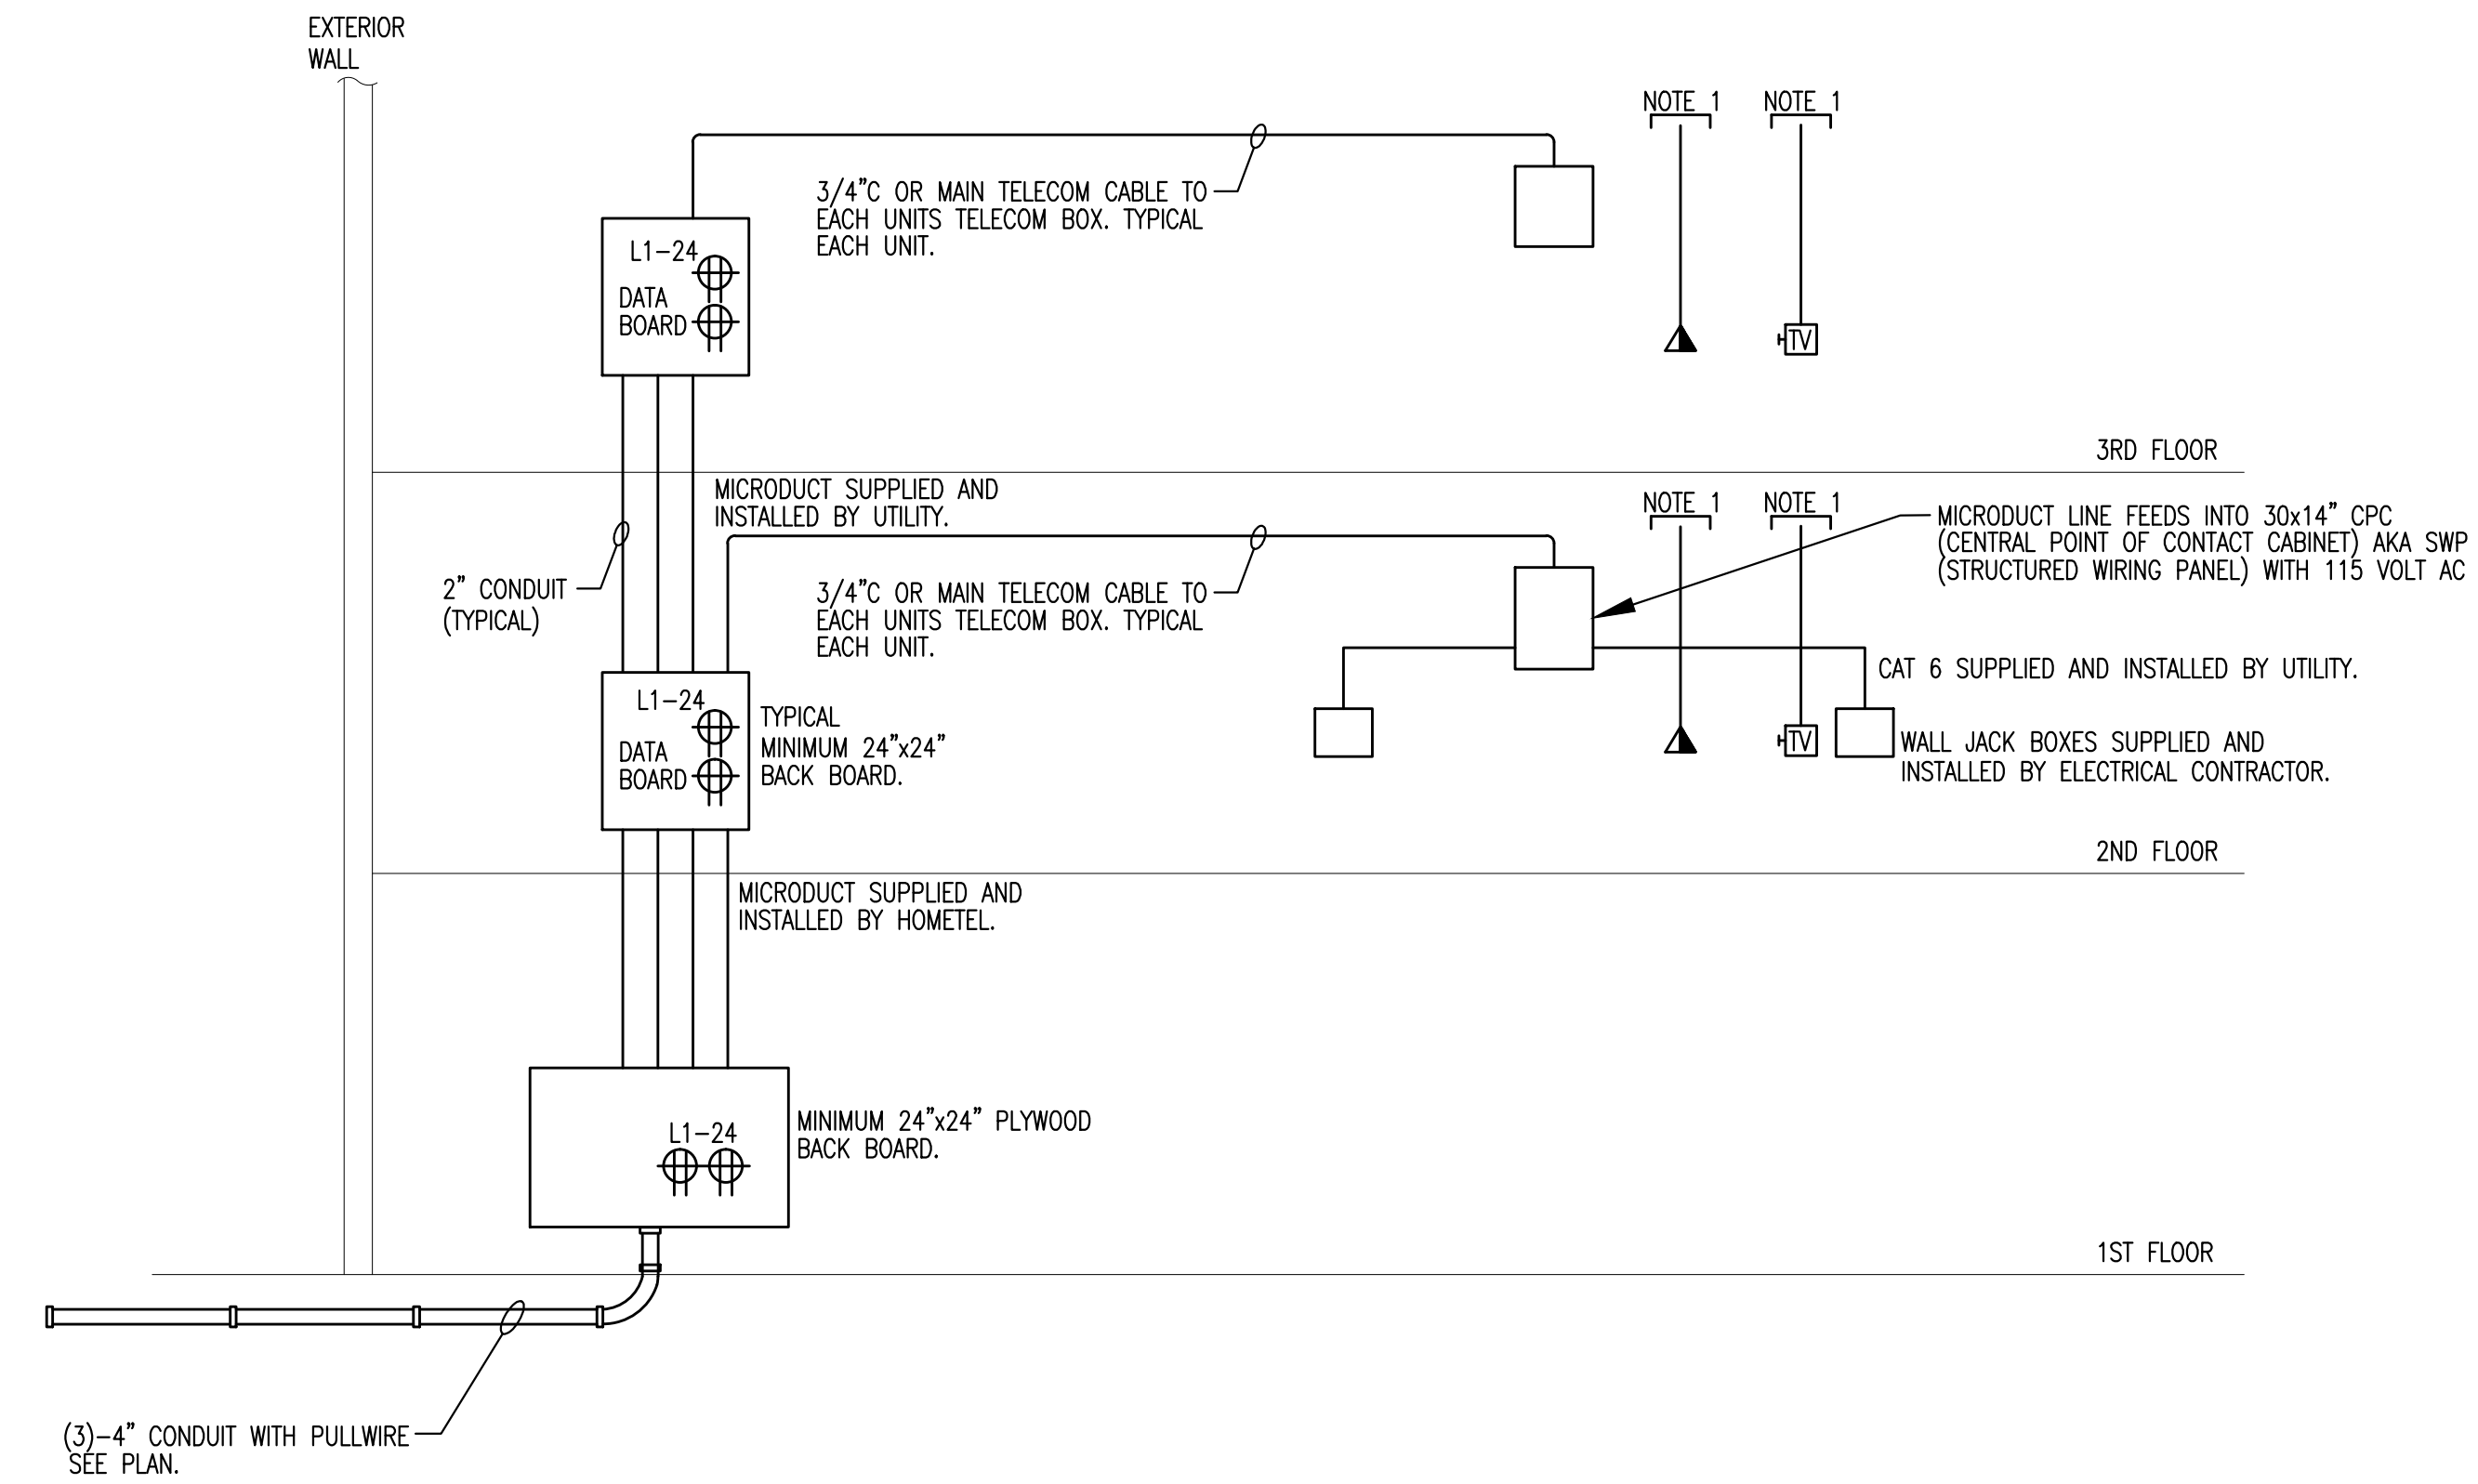 EXTERIOR
WALL
NOTE 1
NOTE 1
3/4"C OR MAIN TELECOM CABLE TO
EACH UNITS TELECOM BOX. TYPICAL
EACH UNIT.
L1-24
DATA
BOARD
TV
3RD FLOOR
MICRODUCT SUPPLIED AND
INSTALLED BY UTILITY.
NOTE 1
NOTE 1
MICRODUCT LINE FEEDS INTO 30x14" CPC
(CENTRAL POINT OF CONTACT CABINET) AKA SWP
(STRUCTURED WIRING PANEL) WITH 115 VOLT AC
2" CONDUIT
(TYPICAL)
3/4"C OR MAIN TELECOM CABLE TO
EACH UNITS TELECOM BOX. TYPICAL
EACH UNIT.
CAT 6 SUPPLIED AND INSTALLED BY UTILITY.
L1-24
DATA
BOARD
TYPICAL
MINIMUM 24"x24"
BACK BOARD.
TV
WALL JACK BOXES SUPPLIED AND
INSTALLED BY ELECTRICAL CONTRACTOR.
2ND FLOOR
MICRODUCT SUPPLIED AND
INSTALLED BY HOMETEL.
L1-24
MINIMUM 24"x24" PLYWOOD
BACK BOARD.
1ST FLOOR
(3)-4" CONDUIT WITH PULLWIRE
SEE PLAN.